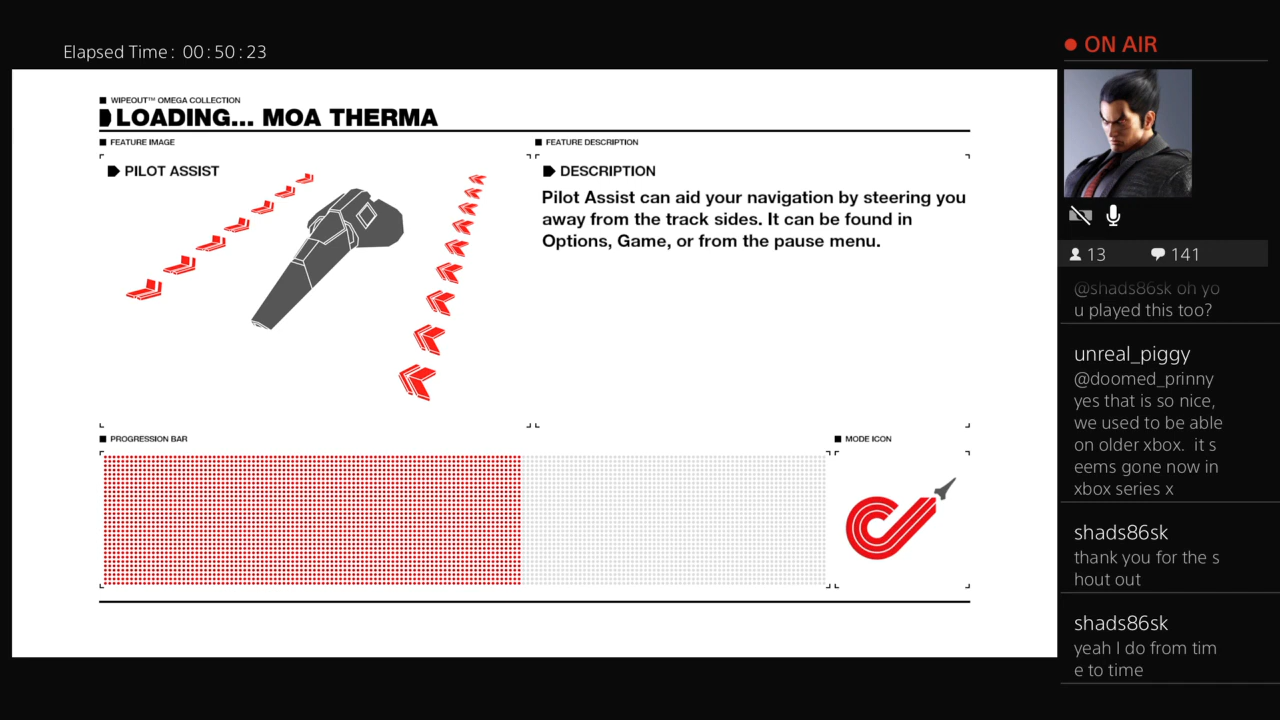 Elapsed Time: 00:50:23
ON AIR
WIPEOUT™ OMEGA COLLECTION
LOADING... MOA THERMA
FEATURE IMAGE
PILOT ASSIST
FEATURE DESCRIPTION
DESCRIPTION
Pilot Assist can aid your navigation by steering you
away from the track sides. It can be found in
Options, Game, or from the pause menu.
PROGRESSION BAR
MODE ICON
13
141
@shads86sk oh yo
u played this too?
unreal_piggy
@doomed_prinny
yes that is so nice,
we used to be able
on older xbox.  it s
eems gone now in
xbox series x
shads86sk
thank you for the s
hout out
shads86sk
yeah I do from tim
e to time